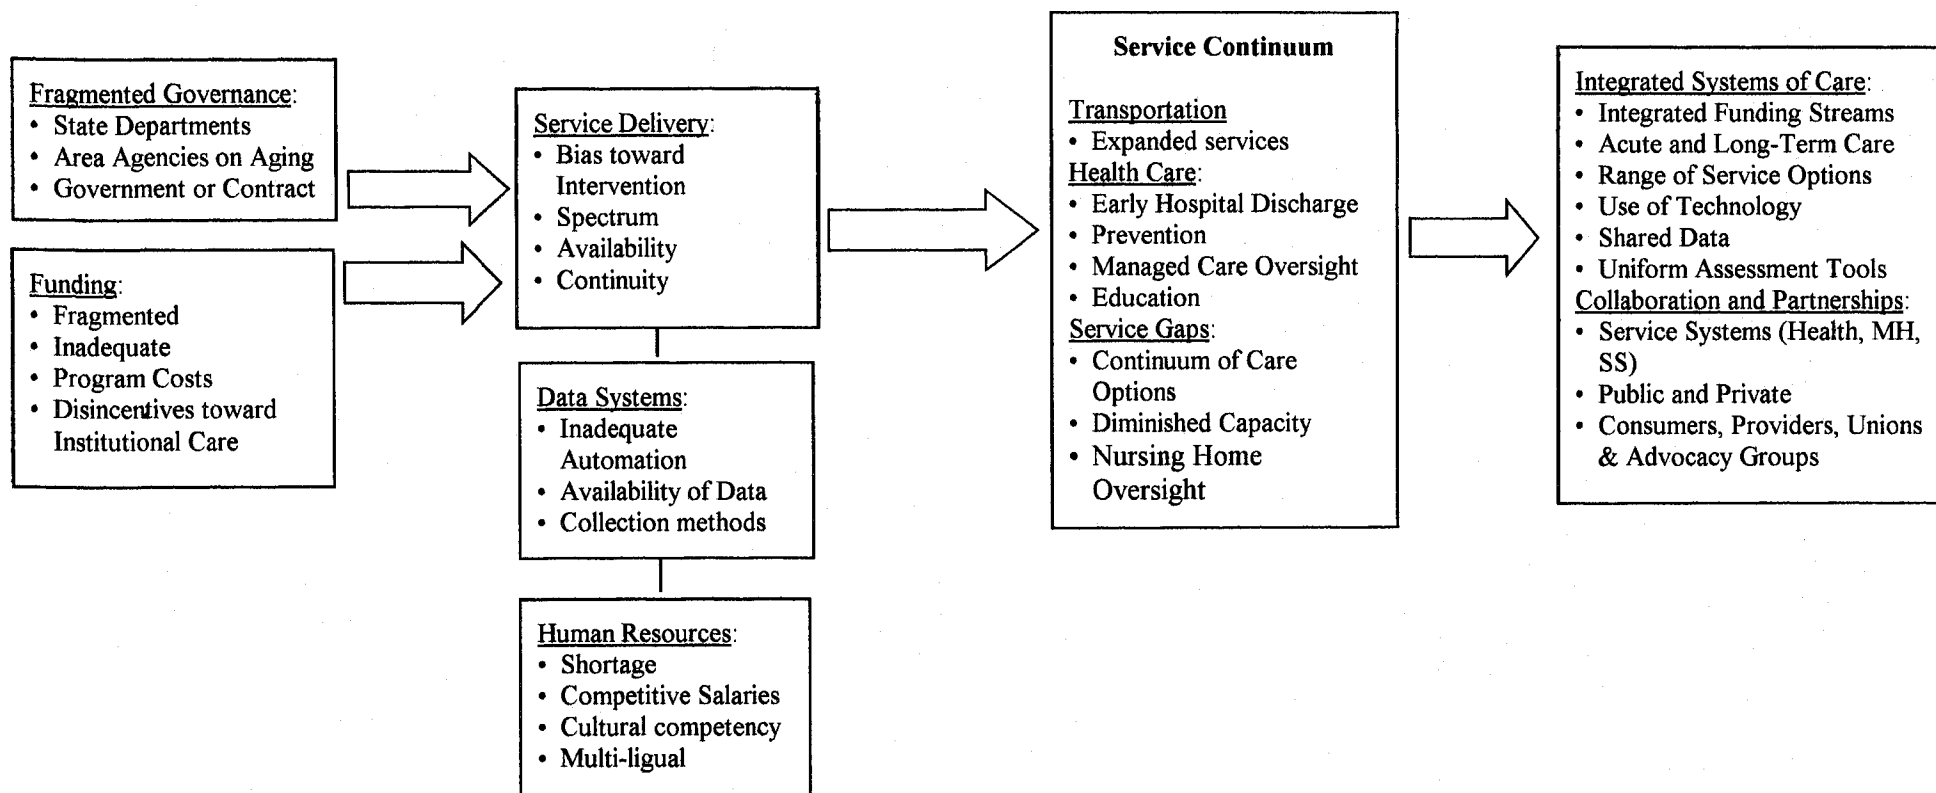 Fragmented Governance:
• State Departments
• Area Agencies on Aging
• Government or Contract
Funding:
• Fragmented
• Inadequate
• Program Costs
• Disincentives toward
Institutional Care
Service Delivery:
• Bias toward
Intervention
• Spectrum
• Availability
• Continuity
Data Systems:
• Inadequate
Automation
• Availability of Data
• Collection methods
Human Resources:
• Shortage
• Competitive Salaries
• Cultural competency
• Multi-ligual
Service Continuum
Transportation
• Expanded services
Health Care:
• Early Hospital Discharge
• Prevention
• Managed Care Oversight
• Education
Service Gaps:
• Continuum of Care
Options
• Diminished Capacity
• Nursing Home
Oversight
Integrated Systems of Care:
• Integrated Funding Streams
• Acute and Long-Term Care
• Range of Service Options
• Use of Technology
• Shared Data
• Uniform Assessment Tools
Collaboration and Partnerships:
• Service Systems (Health, MH,
SS)
• Public and Private
• Consumers, Providers, Unions
& Advocacy Groups